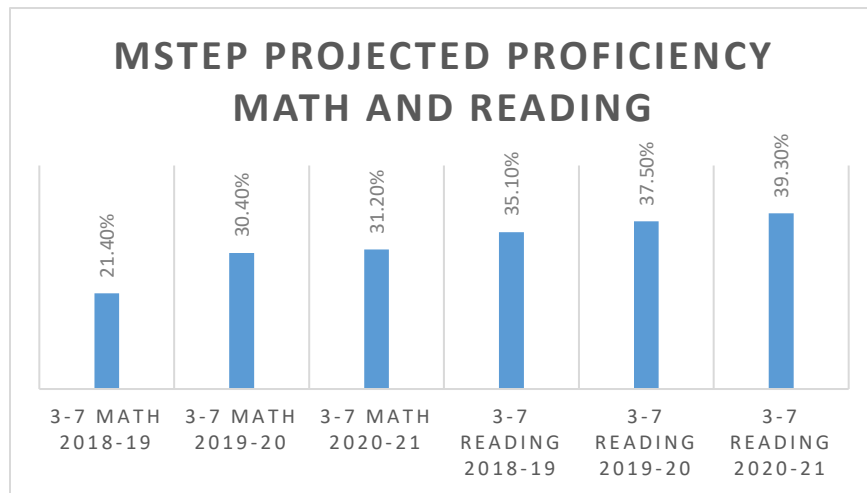 MSTEP PROJECTED PROFICIENCY
MATH AND READING
21.40%
30.40%
31.20%
35.10%
37.50%
39.30%
3-7 MATH
2018-19
3-7 MATH
2019-20
3-7 MATH
2020-21
3-7
READING
2018-19
3-7
READING
2019-20
3-7
READING
2020-21